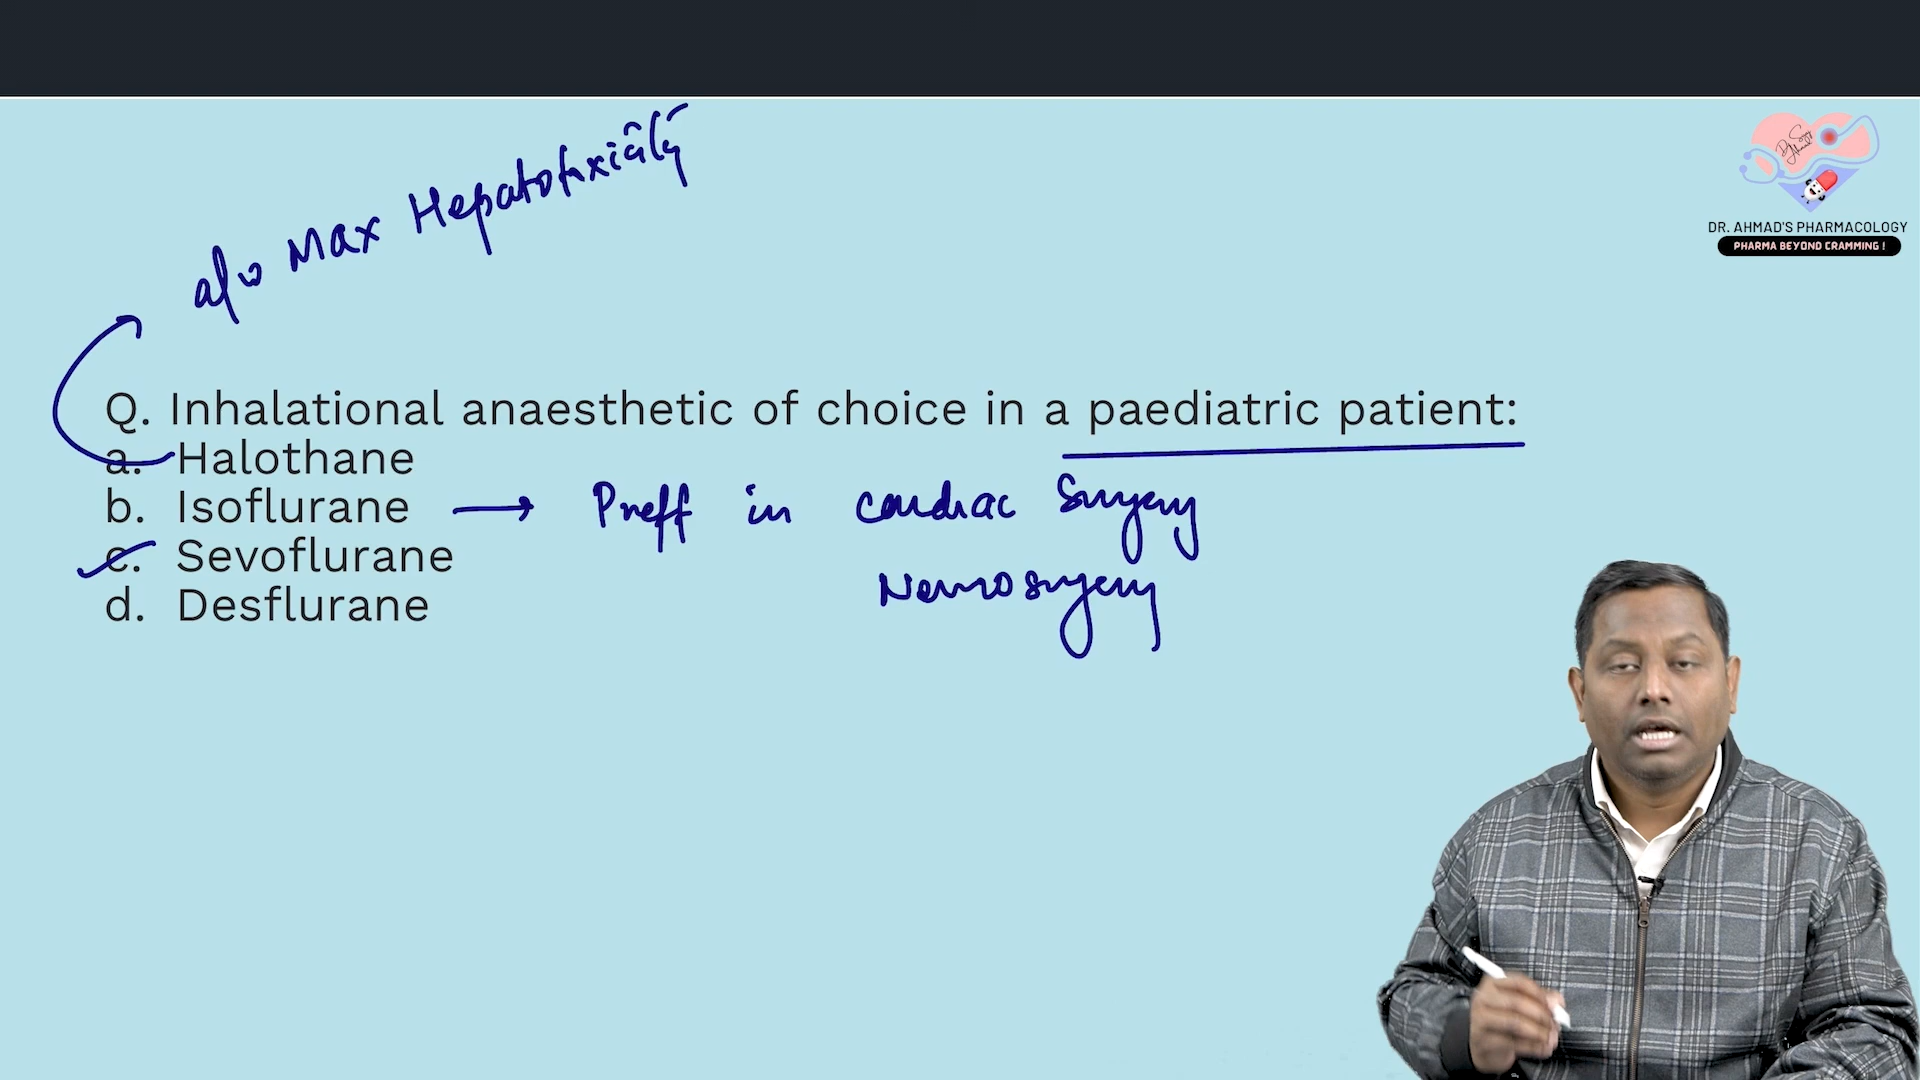 DR. AHMAD'S PHARMACOLOGY
PHARMA BEYOND CRAMMING !
a/w Max Hepatotoxicity
Q. Inhalational anaesthetic of choice in a paediatric patient:
a. Halothane
b. Isoflurane → Preff in cardiac Surgery
Neurosurgery
c. Sevoflurane
d. Desflurane